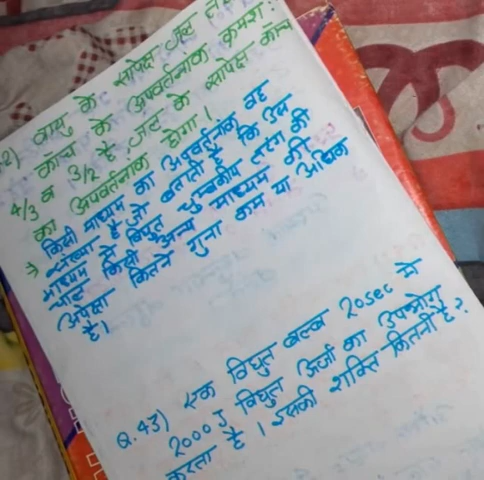 2) वायु के सापेक्ष जल तथा
काँच के अपवर्तनांक क्रमश:
4/3 व 3/2 है, जल के सापेक्ष काँच
का अपवर्तनांक होगा।
→ किसी माध्यम का अपवर्तनांक वह
संख्या है जो बताती है कि उस
माध्यम में विद्युत चुम्बकीय तरंग की
चाल किसी अन्य माध्यम की
अपेक्षा कितने गुना कम या अधिक
है।
Q.43) एक विद्युत बल्ब 20sec में
2000 J विद्युत ऊर्जा का उपभोग
करता है। इसकी शक्ति कितनी है?